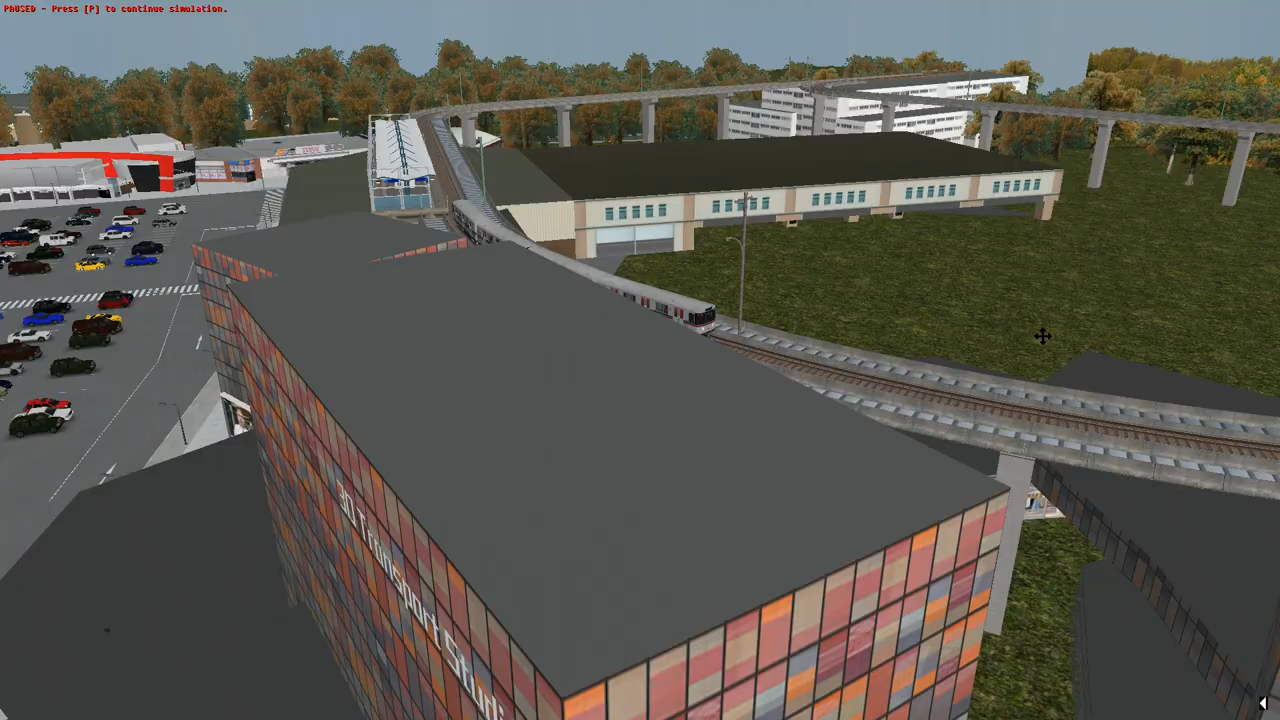 PAUSED - Press [P] to continue simulation.
3D Transport Studi